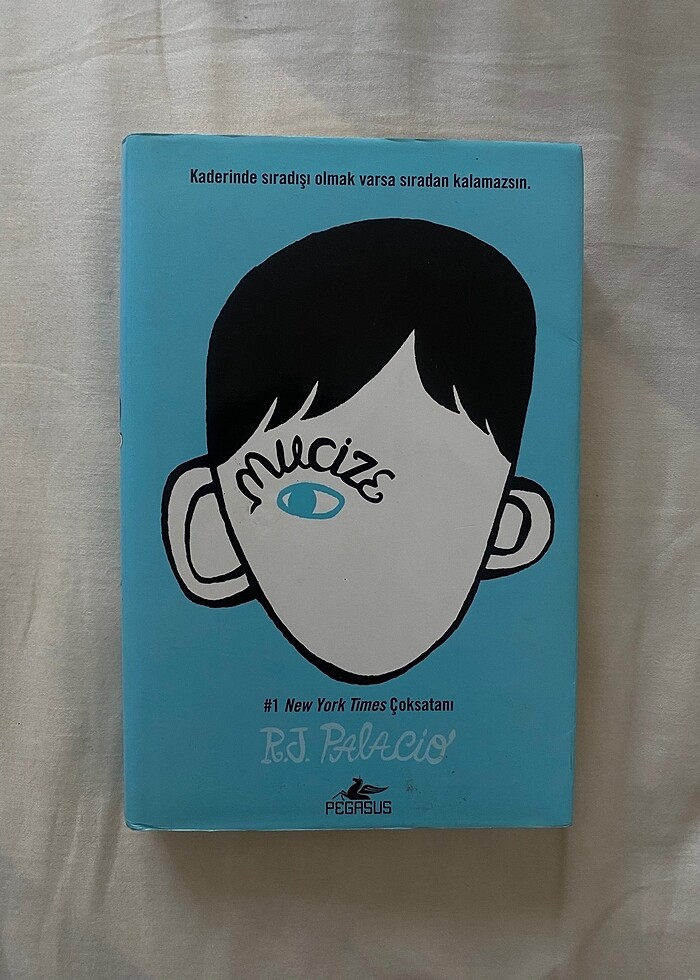 Kaderinde sıradışı olmak varsa sıradan kalamazsın.
mucize
#1 New York Times Çoksatanı
R.J. PALACIO
PEGASUS